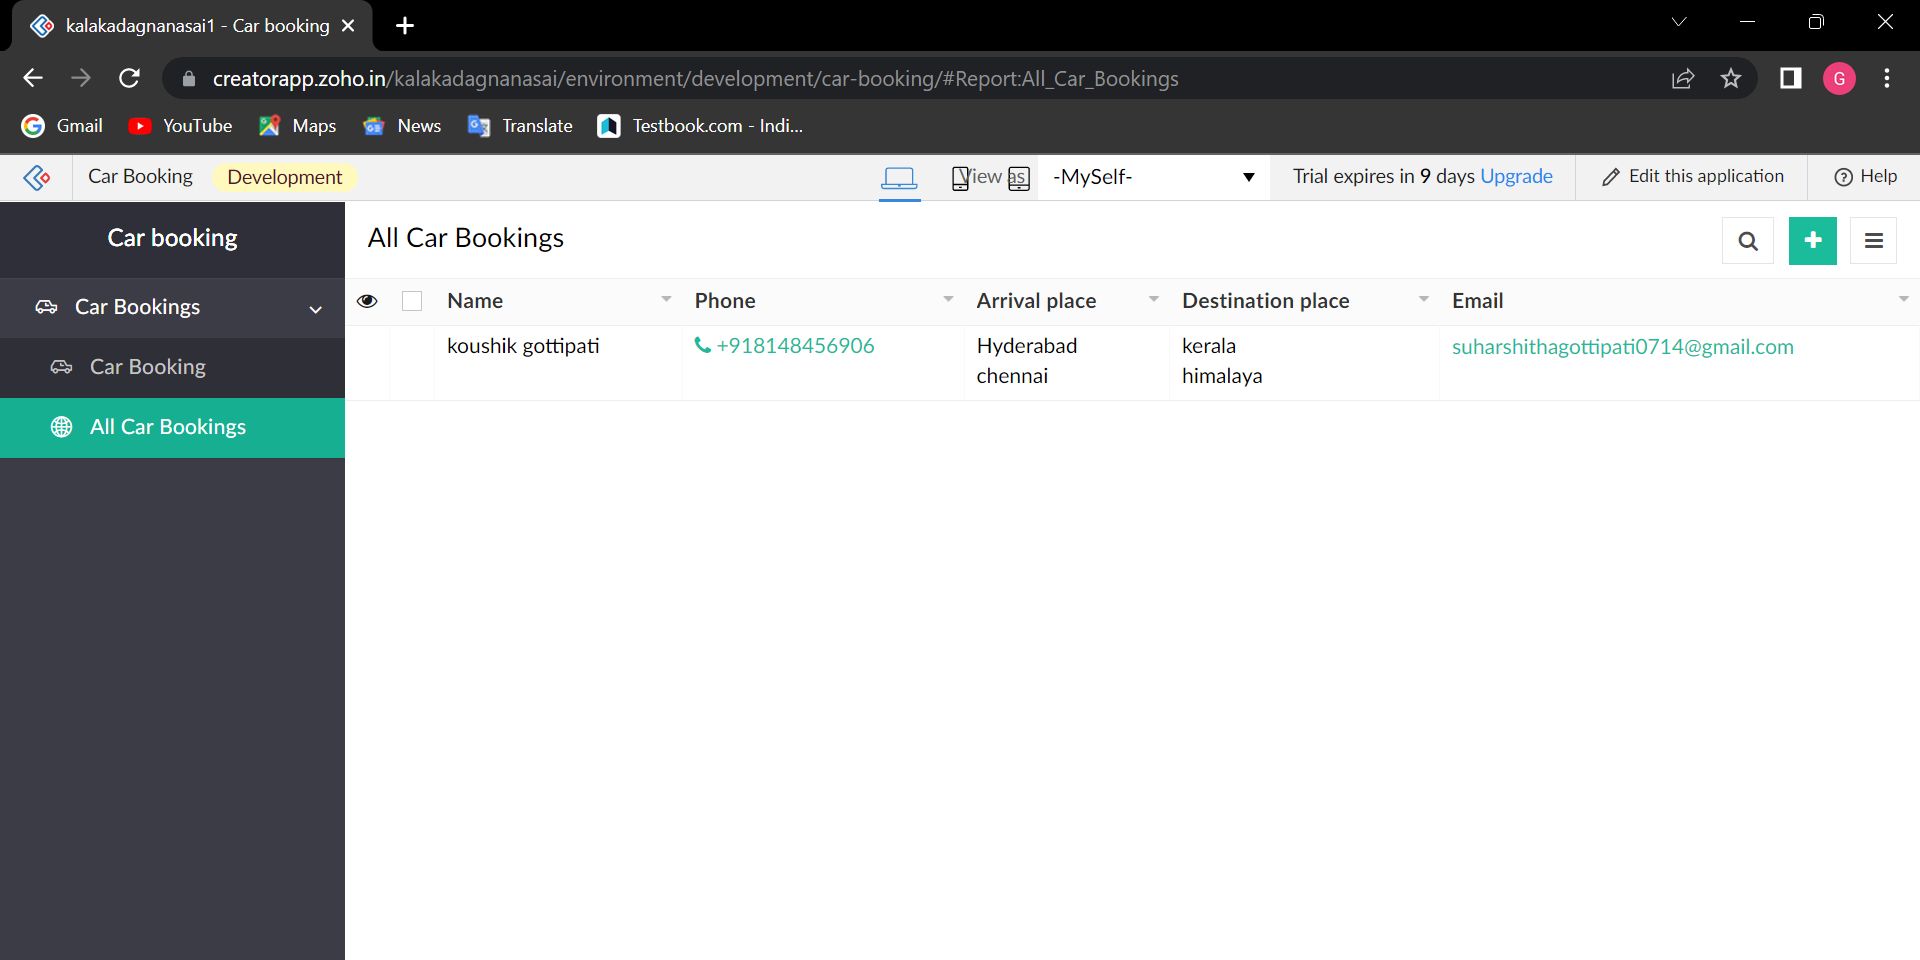 kalakadagnanasai1 - Car booking
creatorapp.zoho.in/kalakadagnanasai/environment/development/car-booking/#Report:All_Car_Bookings
G
Gmail YouTube Maps News Translate Testbook.com - Indi...
Car Booking Development View as -MySelf- Trial expires in 9 days Upgrade Edit this application Help
Car booking
All Car Bookings
Car Bookings
Name Phone Arrival place Destination place Email
koushik gottipati +918148456906 Hyderabad kerala suharshithagottipati0714@gmail.com
chennai himalaya
Car Booking
All Car Bookings